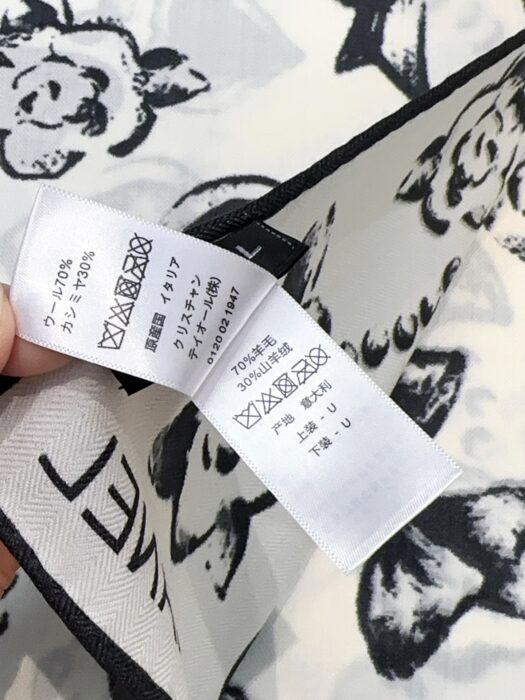 ウール70%
カシミヤ30%
原産国 イタリア
クリスチャン
ディオール(株)
0120 02 1947
70%羊毛
30%山羊绒
产地 意大利
上装 - U
下装 - U